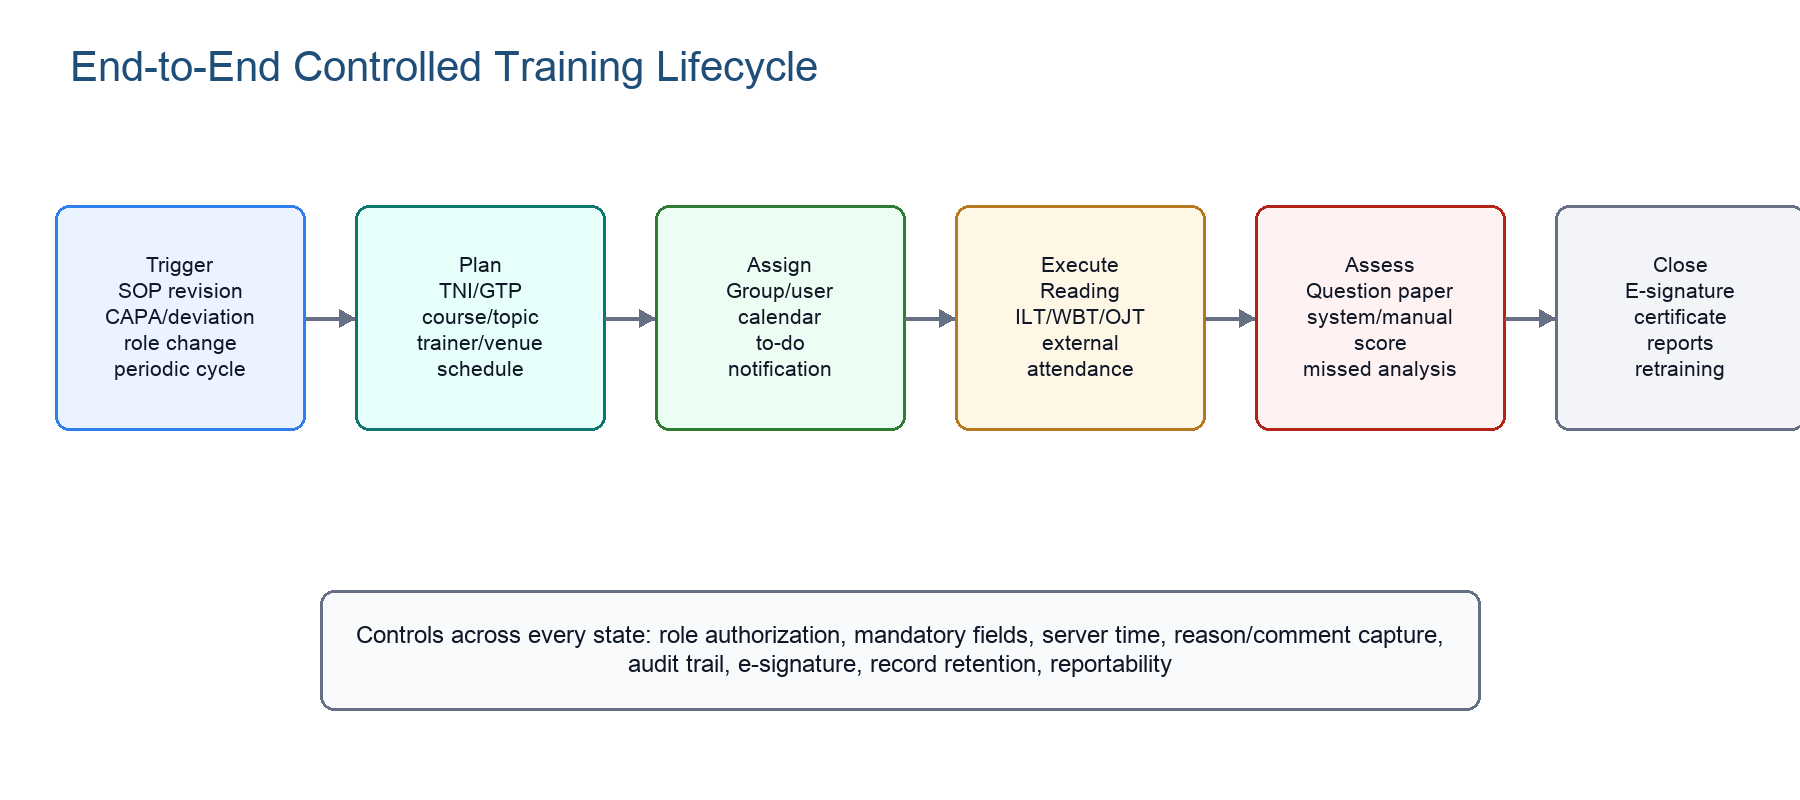 End-to-End Controlled Training Lifecycle
Trigger
SOP revision
CAPA/deviation
role change
periodic cycle
Plan
TNI/GTP
course/topic
trainer/venue
schedule
Assign
Group/user
calendar
to-do
notification
Execute
Reading
ILT/WBT/OJT
external
attendance
Assess
Question paper
system/manual
score
missed analysis
Close
E-signature
certificate
reports
retraining
Controls across every state: role authorization, mandatory fields, server time, reason/comment capture,
audit trail, e-signature, record retention, reportability